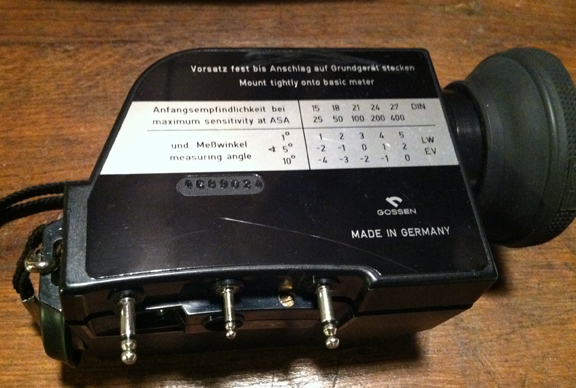 Vorsatz fest bis Anschlag auf Grundgerät stecken
Mount tightly onto basic meter
Anfangsempfindlichkeit bei 15 18 21 24 27 DIN
maximum sensitivity at ASA 25 50 100 200 400
1° 1 2 3 4 5 LW
und Meßwinkel ∢ 5° -2 -1 0 1 2 EV
measuring angle 10° -4 -3 -2 -1 0
GOSSEN
MADE IN GERMANY